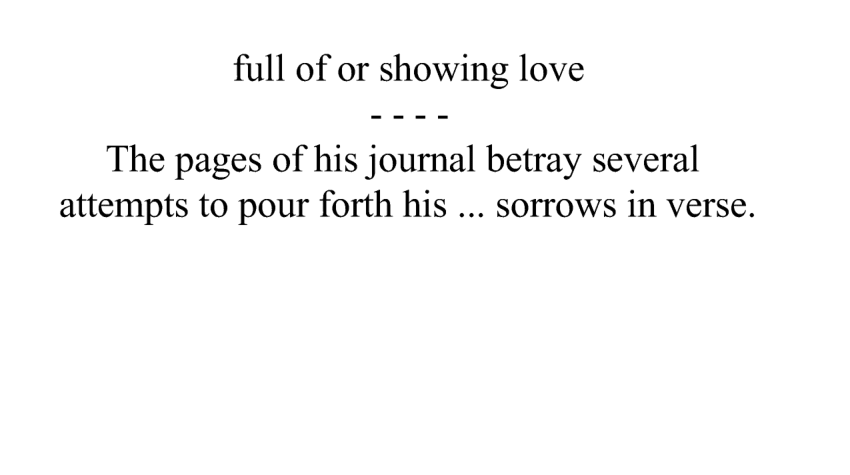 full of or showing love
- - - -
The pages of his journal betray several
attempts to pour forth his ... sorrows in verse.